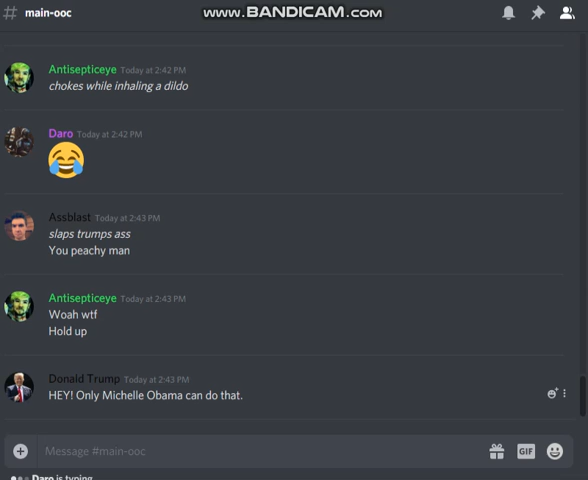 # main-ooc
www.BANDICAM.com
Antisepticeye Today at 2:42 PM
chokes while inhaling a dildo
Daro Today at 2:42 PM
Assblast Today at 2:43 PM
slaps trumps ass
You peachy man
Antisepticeye Today at 2:43 PM
Woah wtf
Hold up
Donald Trump Today at 2:43 PM
HEY! Only Michelle Obama can do that.
Message #main-ooc
GIF
Daro is typing